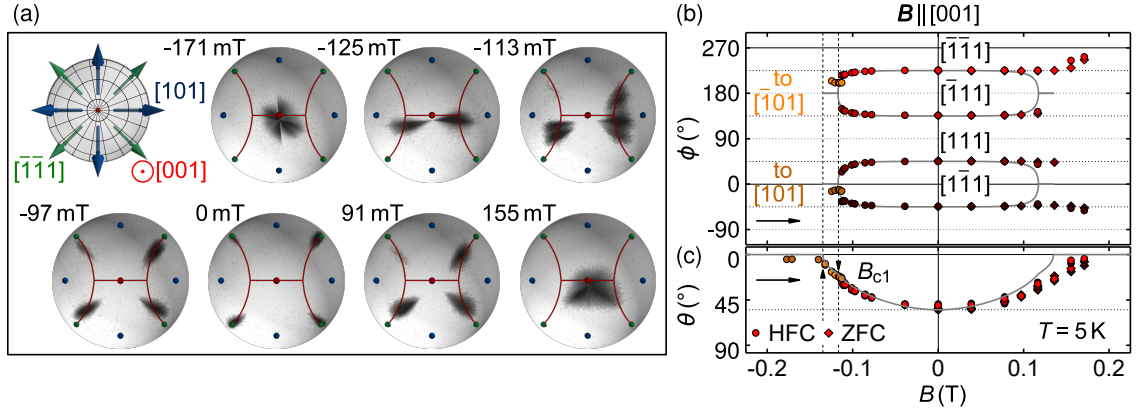 (a)
-171 mT
-125 mT
-113 mT
[101]
[1̄1̄1]
[001]
-97 mT
0 mT
91 mT
155 mT
(b)
B || [001]
270
180
90
0
-90
ϕ (°)
to
[1̄01]
to
[101]
[1̄1̄1]
[1̄11]
[111]
[11̄1]
(c)
0
45
90
θ (°)
B_c1
HFC
ZFC
T = 5 K
-0.2
-0.1
0
0.1
0.2
B (T)